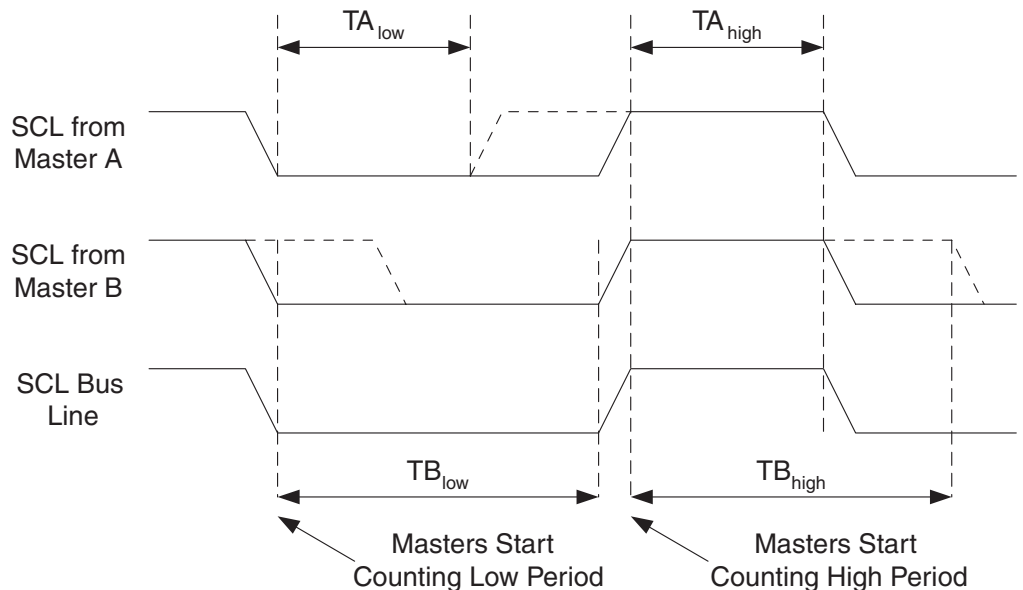 TA low
TA high
SCL from
Master A
SCL from
Master B
SCL Bus
Line
TB low
TB high
Masters Start
Counting Low Period
Masters Start
Counting High Period